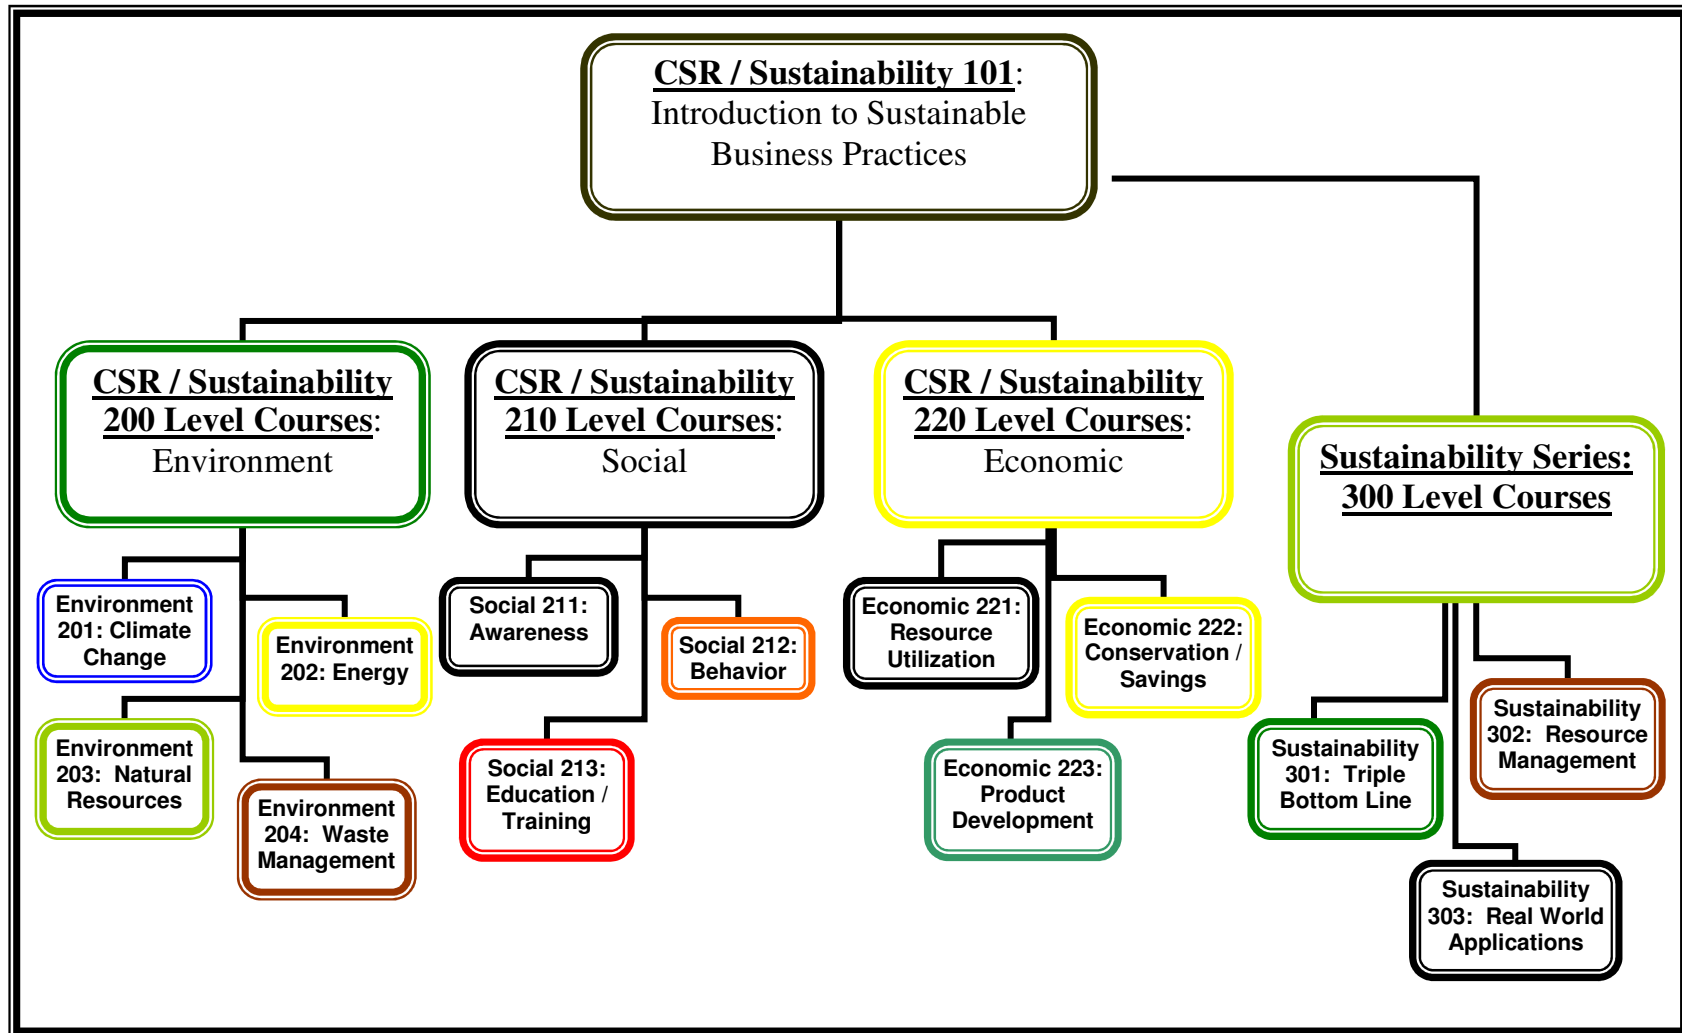 CSR / Sustainability 101:
Introduction to Sustainable
Business Practices
CSR / Sustainability
200 Level Courses:
Environment
CSR / Sustainability
210 Level Courses:
Social
CSR / Sustainability
220 Level Courses:
Economic
Sustainability Series:
300 Level Courses
Environment
201: Climate
Change
Environment
202: Energy
Environment
203:  Natural
Resources
Environment
204:  Waste
Management
Social 211:
Awareness
Social 212:
Behavior
Social 213:
Education /
Training
Economic 221:
Resource
Utilization
Economic 222:
Conservation /
Savings
Economic 223:
Product
Development
Sustainability
301:  Triple
Bottom Line
Sustainability
302:  Resource
Management
Sustainability
303:  Real World
Applications